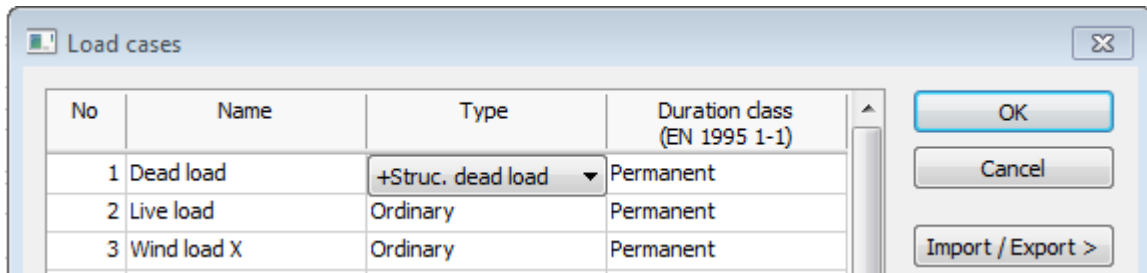 Load cases
No Name Type Duration class
(EN 1995 1-1)
OK
1 Dead load +Struc. dead load Permanent
Cancel
2 Live load Ordinary Permanent
3 Wind load X Ordinary Permanent
Import / Export >